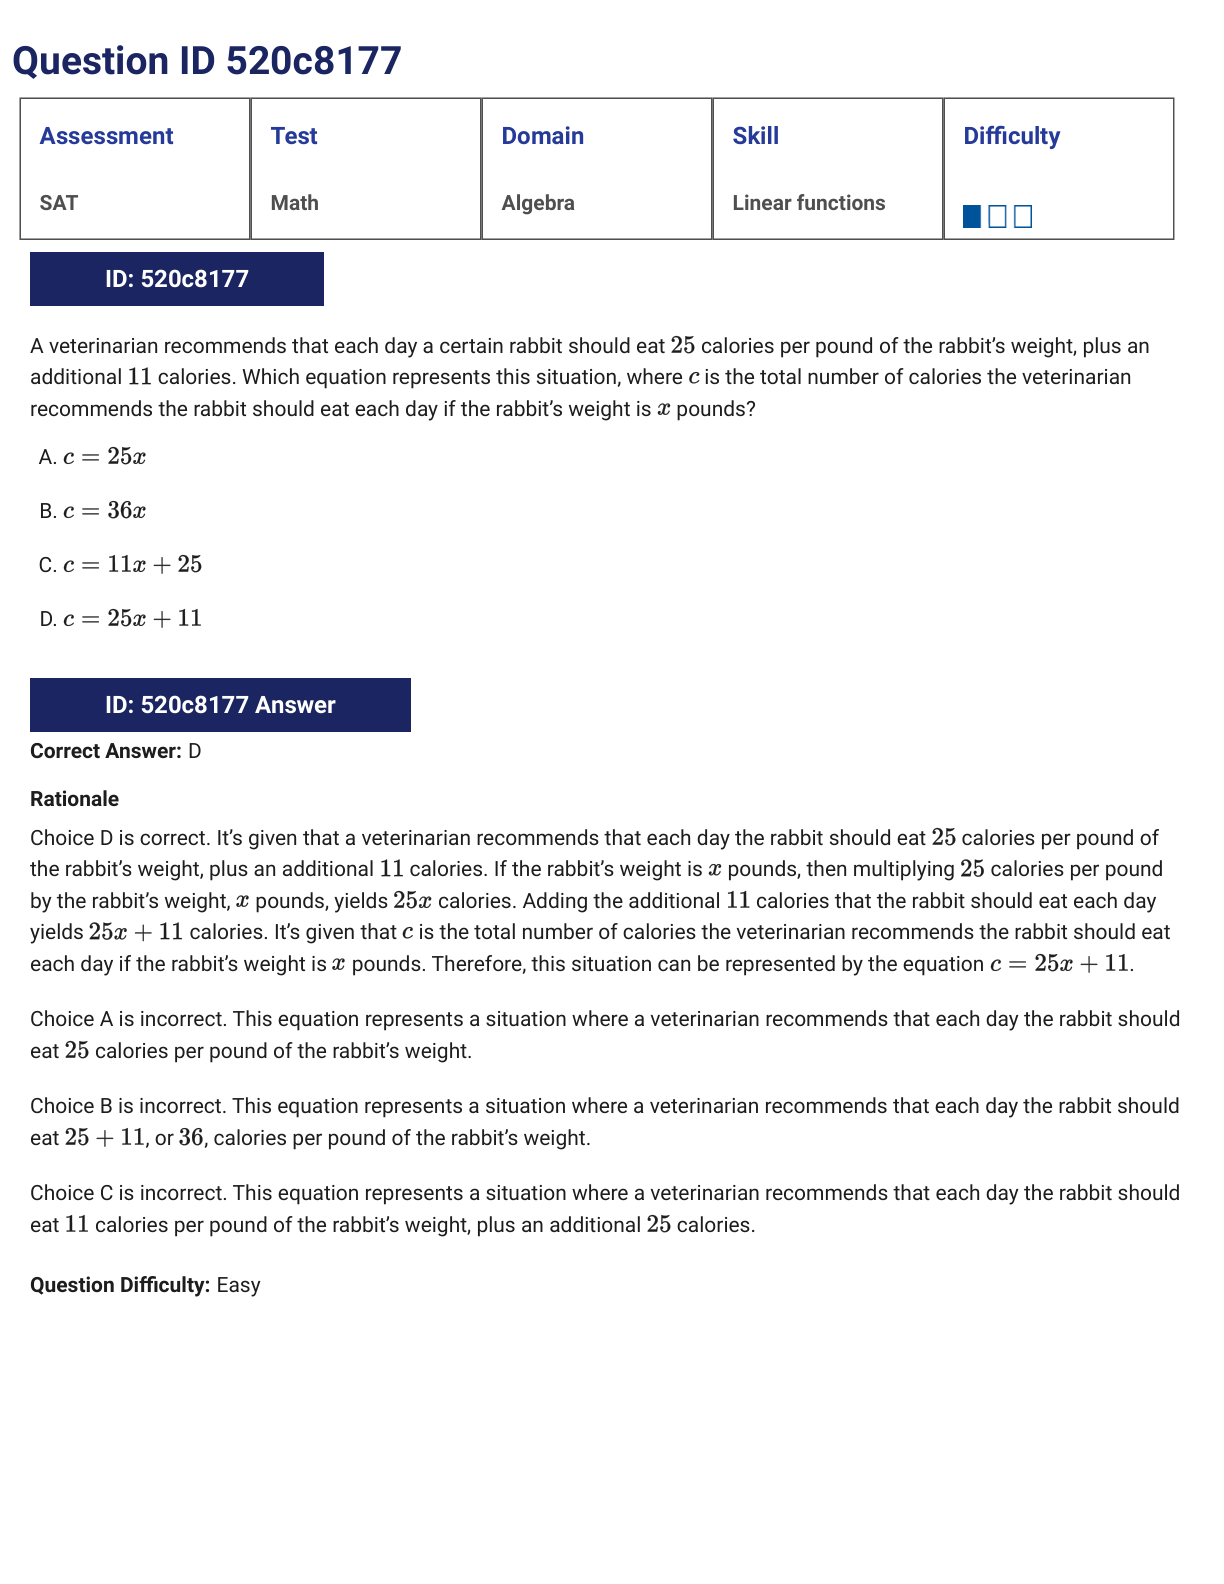 Question ID 520c8177
Assessment Test Domain Skill Difficulty
SAT Math Algebra Linear functions
ID: 520c8177
A veterinarian recommends that each day a certain rabbit should eat 25 calories per pound of the rabbit’s weight, plus an
additional 11 calories. Which equation represents this situation, where c is the total number of calories the veterinarian
recommends the rabbit should eat each day if the rabbit’s weight is x pounds?
A. c = 25x
B. c = 36x
C. c = 11x + 25
D. c = 25x + 11
ID: 520c8177 Answer
Correct Answer: D
Rationale
Choice D is correct. It’s given that a veterinarian recommends that each day the rabbit should eat 25 calories per pound of
the rabbit’s weight, plus an additional 11 calories. If the rabbit’s weight is x pounds, then multiplying 25 calories per pound
by the rabbit’s weight, x pounds, yields 25x calories. Adding the additional 11 calories that the rabbit should eat each day
yields 25x + 11 calories. It’s given that c is the total number of calories the veterinarian recommends the rabbit should eat
each day if the rabbit’s weight is x pounds. Therefore, this situation can be represented by the equation c = 25x + 11.
Choice A is incorrect. This equation represents a situation where a veterinarian recommends that each day the rabbit should
eat 25 calories per pound of the rabbit’s weight.
Choice B is incorrect. This equation represents a situation where a veterinarian recommends that each day the rabbit should
eat 25 + 11, or 36, calories per pound of the rabbit’s weight.
Choice C is incorrect. This equation represents a situation where a veterinarian recommends that each day the rabbit should
eat 11 calories per pound of the rabbit’s weight, plus an additional 25 calories.
Question Difficulty: Easy